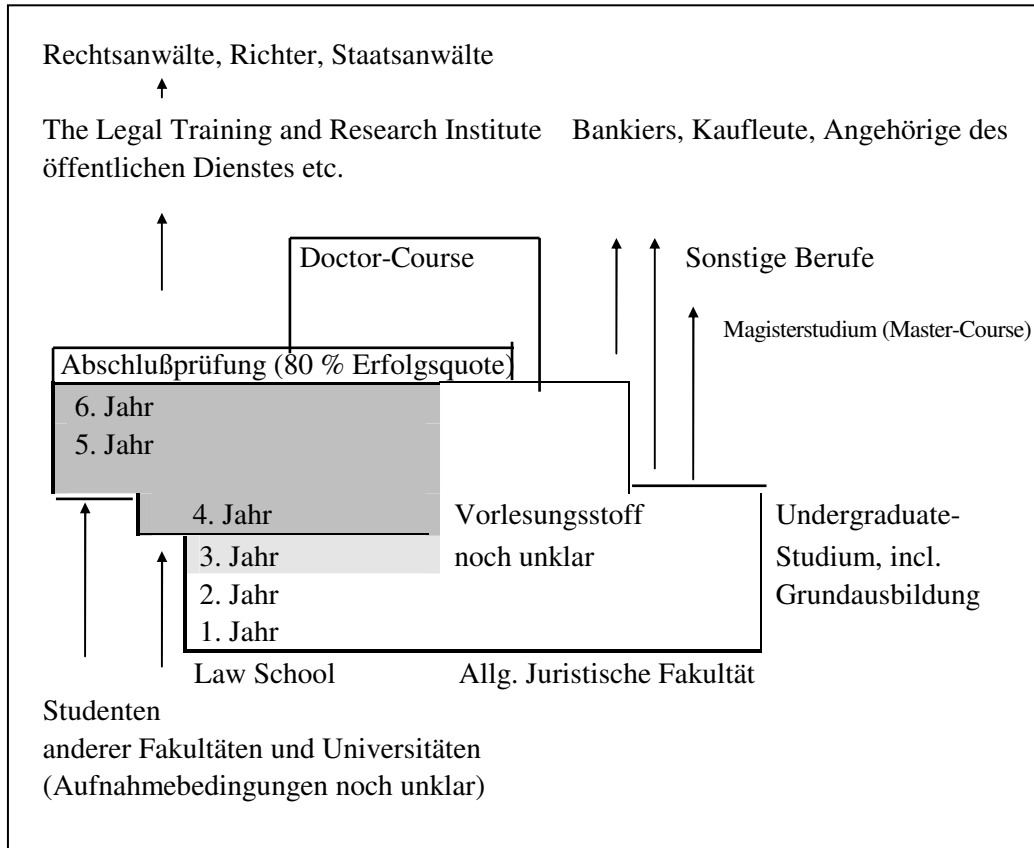 Rechtsanwälte, Richter, Staatsanwälte
The Legal Training and Research Institute Bankiers, Kaufleute, Angehörige des
öffentlichen Dienstes etc.
Doctor-Course
Sonstige Berufe
Magisterstudium (Master-Course)
Abschlußprüfung (80 % Erfolgsquote)
6. Jahr
5. Jahr
4. Jahr Vorlesungsstoff Undergraduate-
3. Jahr noch unklar Studium, incl.
2. Jahr Grundausbildung
1. Jahr
Law School Allg. Juristische Fakultät
Studenten
anderer Fakultäten und Universitäten
(Aufnahmebedingungen noch unklar)